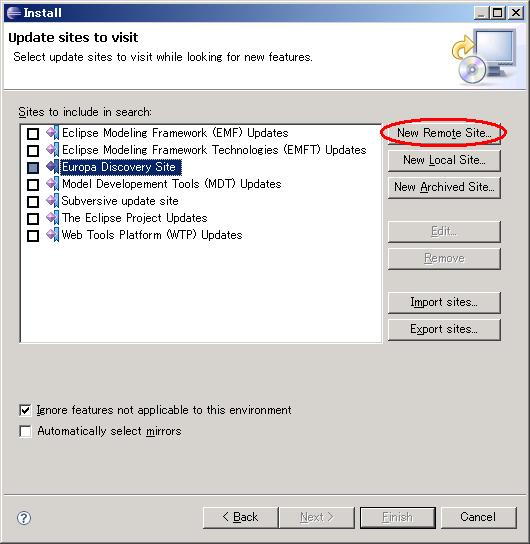 Install
Update sites to visit
Select update sites to visit while looking for new features.
Sites to include in search:
Eclipse Modeling Framework (EMF) Updates
Eclipse Modeling Framework Technologies (EMFT) Updates
Europa Discovery Site
Model Developement Tools (MDT) Updates
Subversive update site
The Eclipse Project Updates
Web Tools Platform (WTP) Updates
New Remote Site...
New Local Site...
New Archived Site...
Edit...
Remove
Import sites...
Export sites...
Ignore features not applicable to this environment
Automatically select mirrors
?
< Back
Next >
Finish
Cancel